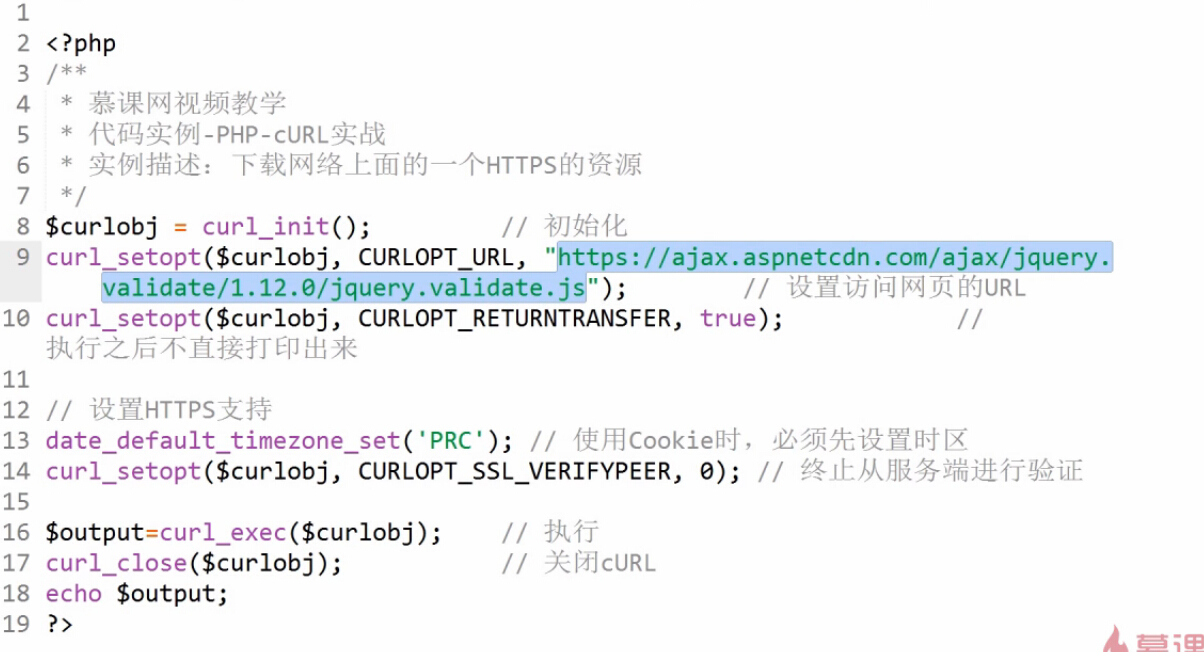 1
2 <?php
3 /**
4  * 慕课网视频教学
5  * 代码实例-PHP-cURL实战
6  * 实例描述：下载网络上面的一个HTTPS的资源
7  */
8 $curlobj = curl_init();         // 初始化
9 curl_setopt($curlobj, CURLOPT_URL, "https://ajax.aspnetcdn.com/ajax/jquery.
validate/1.12.0/jquery.validate.js");        // 设置访问网页的URL
10 curl_setopt($curlobj, CURLOPT_RETURNTRANSFER, true);            //
执行之后不直接打印出来
11
12 // 设置HTTPS支持
13 date_default_timezone_set('PRC'); // 使用Cookie时，必须先设置时区
14 curl_setopt($curlobj, CURLOPT_SSL_VERIFYPEER, 0); // 终止从服务端进行验证
15
16 $output=curl_exec($curlobj);    // 执行
17 curl_close($curlobj);           // 关闭cURL
18 echo $output;
19 ?>
慕课